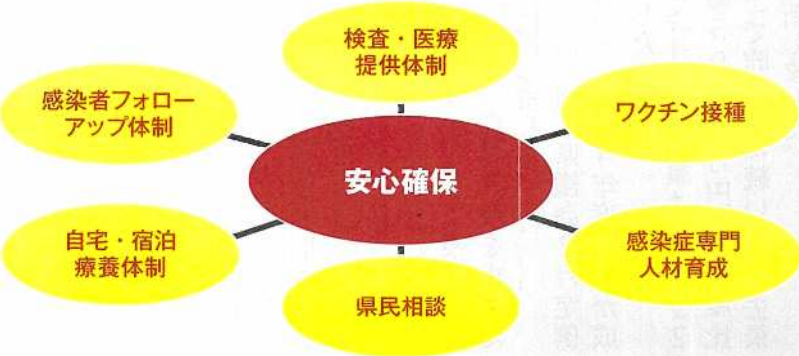 検査・医療
提供体制
感染者フォロー
アップ体制
ワクチン接種
安心確保
自宅・宿泊
療養体制
感染症専門
人材育成
県民相談